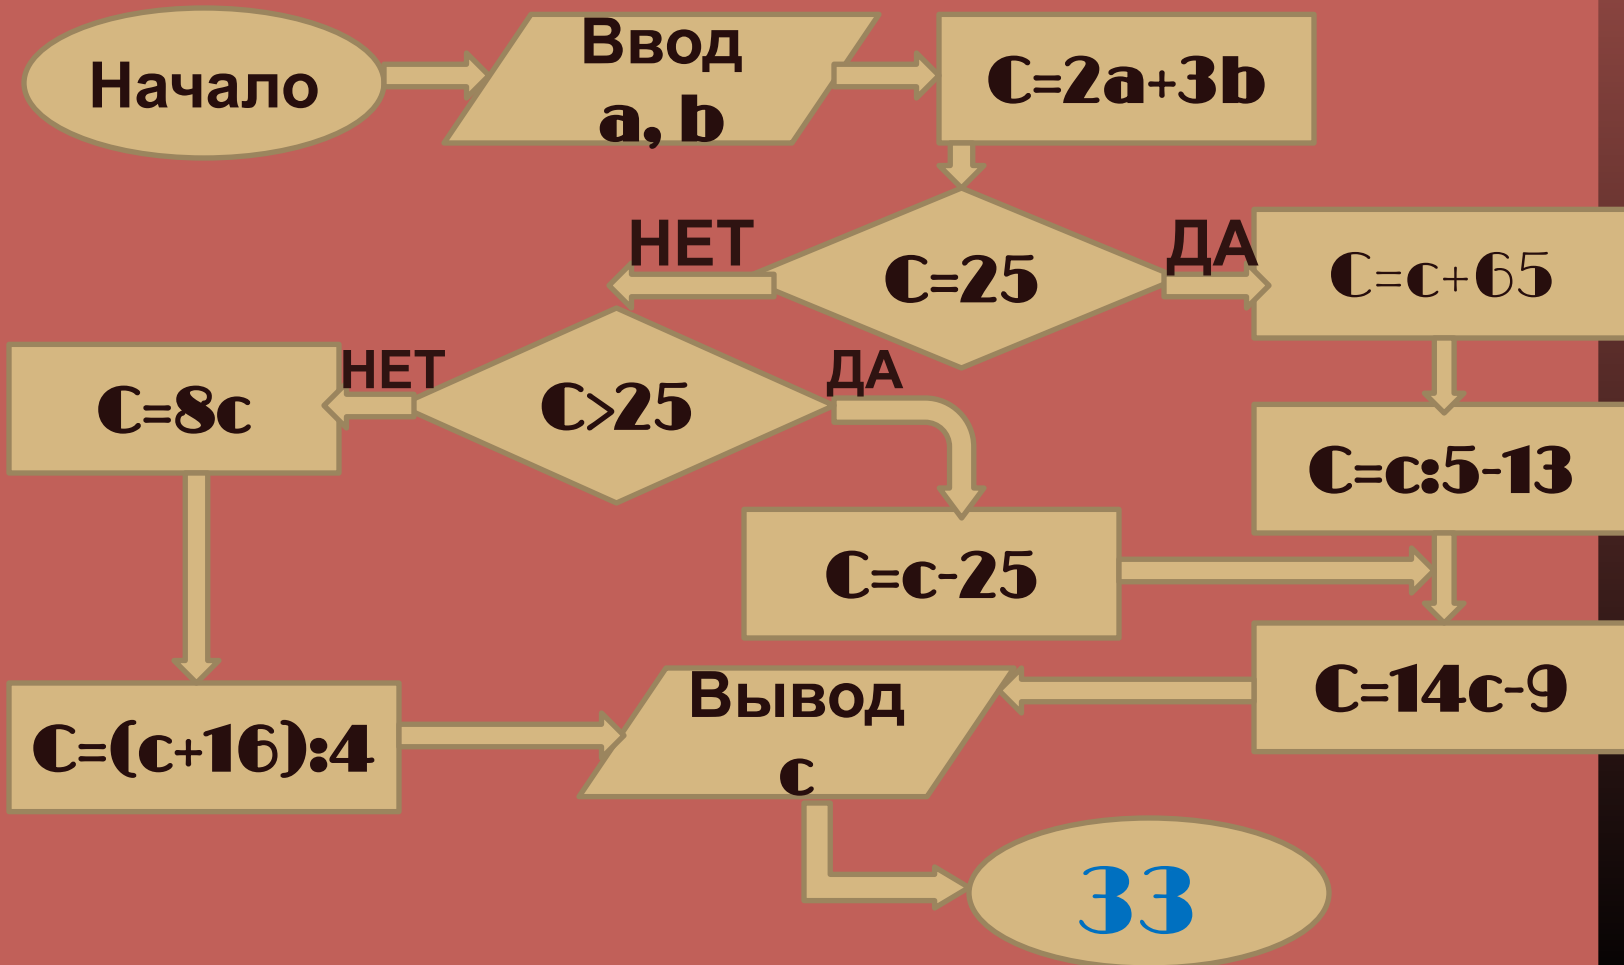 Начало
Ввод
a, b
C=2a+3b
НЕТ
C=25
ДА
C=c+65
C=8c
НЕТ
C>25
ДА
C=c:5-13
C=c-25
C=14c-9
C=(c+16):4
Вывод
c
33